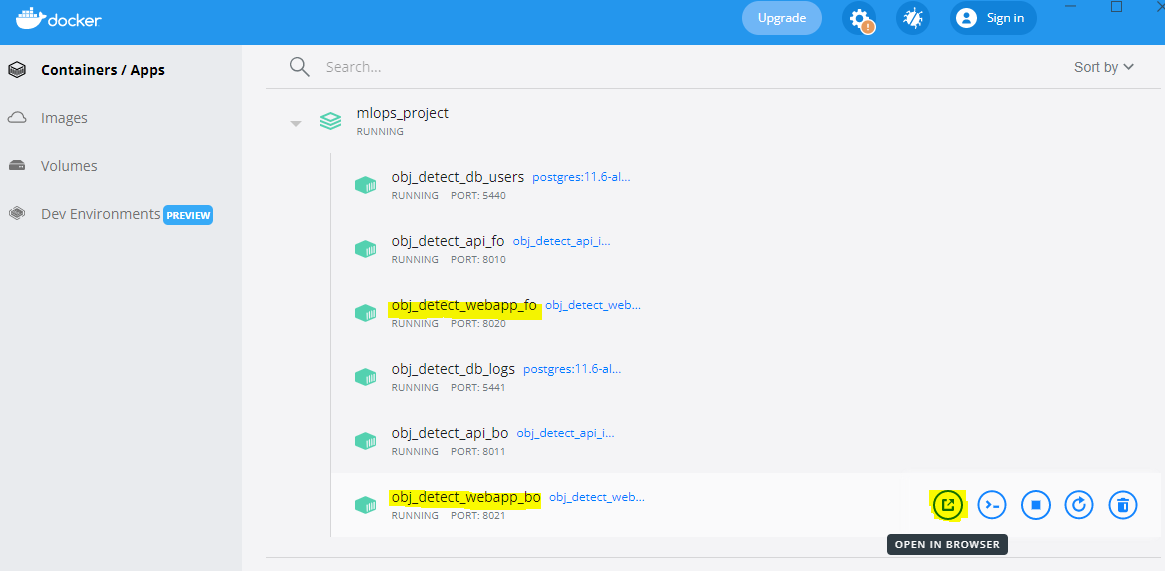 docker
Upgrade
Sign in
Containers / Apps
Images
Volumes
Dev Environments PREVIEW
Search...
Sort by
mlops_project
RUNNING
obj_detect_db_users postgres:11.6-al...
RUNNING PORT: 5440
obj_detect_api_fo obj_detect_api_i...
RUNNING PORT: 8010
obj_detect_webapp_fo obj_detect_web...
RUNNING PORT: 8020
obj_detect_db_logs postgres:11.6-al...
RUNNING PORT: 5441
obj_detect_api_bo obj_detect_api_i...
RUNNING PORT: 8011
obj_detect_webapp_bo obj_detect_web...
RUNNING PORT: 8021
OPEN IN BROWSER